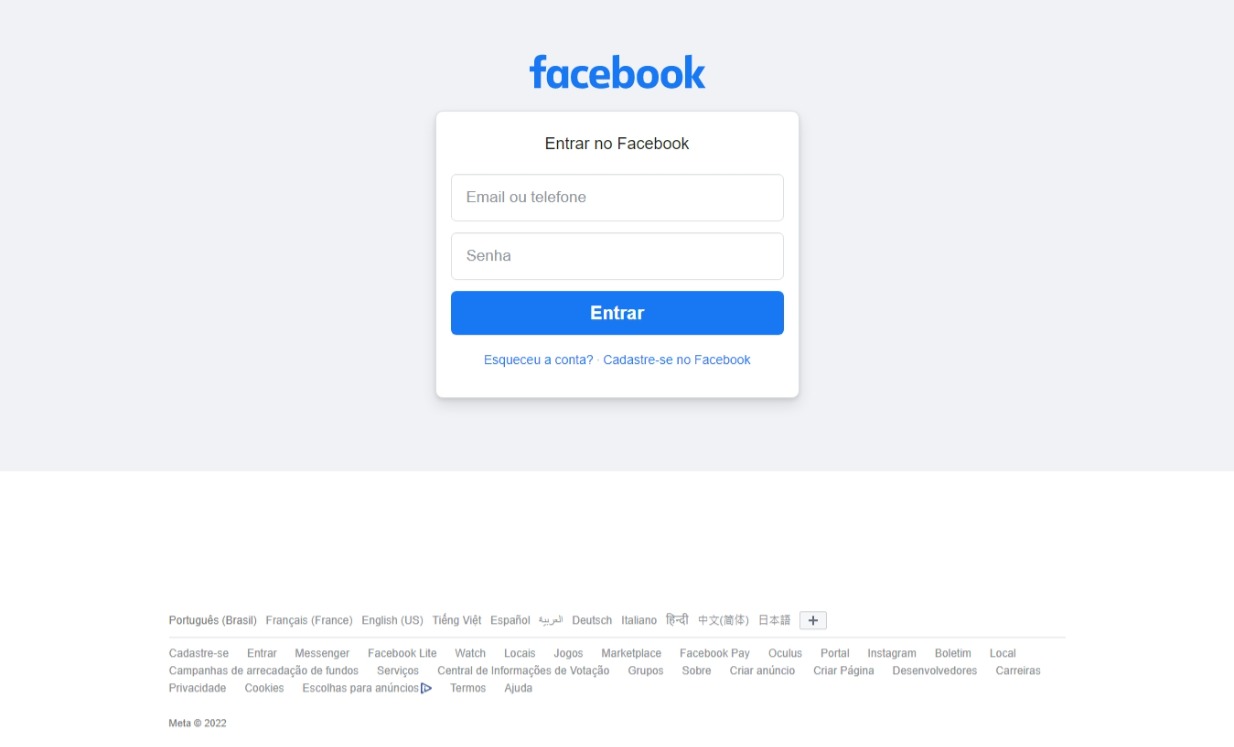 facebook
Entrar no Facebook
Email ou telefone
Senha
Entrar
Esqueceu a conta? · Cadastre-se no Facebook
Português (Brasil) Français (France) English (US) Tiếng Việt Español العربية Deutsch Italiano हिन्दी 中文(简体) 日本語 +
Cadastre-se Entrar Messenger Facebook Lite Watch Locais Jogos Marketplace Facebook Pay Oculus Portal Instagram Boletim Local
Campanhas de arrecadação de fundos Serviços Central de Informações de Votação Grupos Sobre Criar anúncio Criar Página Desenvolvedores Carreiras
Privacidade Cookies Escolhas para anúncios Termos Ajuda
Meta © 2022